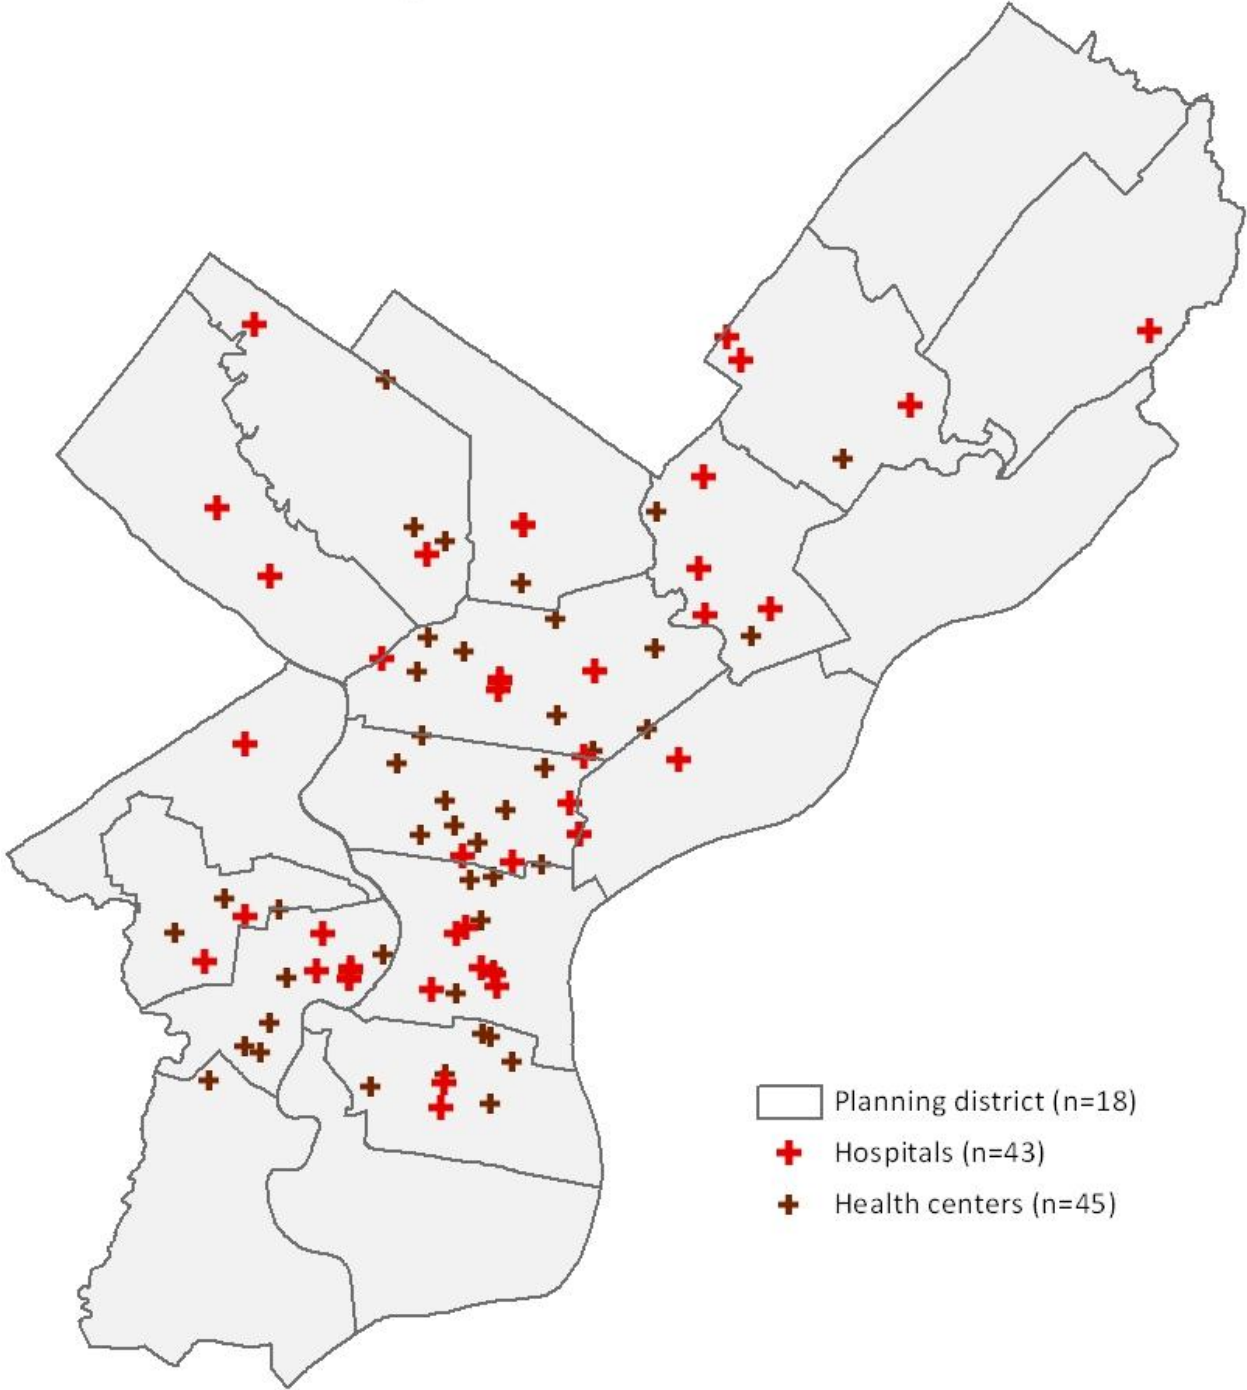 Planning district (n=18)
Hospitals (n=43)
Health centers (n=45)